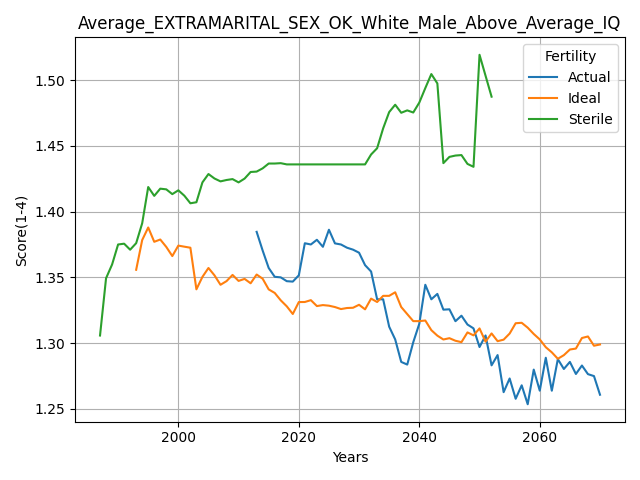 Average_EXTRAMARITAL_SEX_OK_White_Male_Above_Average_IQ
Fertility
Actual
Ideal
Sterile
Score(1-4)
1.50
1.45
1.40
1.35
1.30
1.25
2000
2020
2040
2060
Years